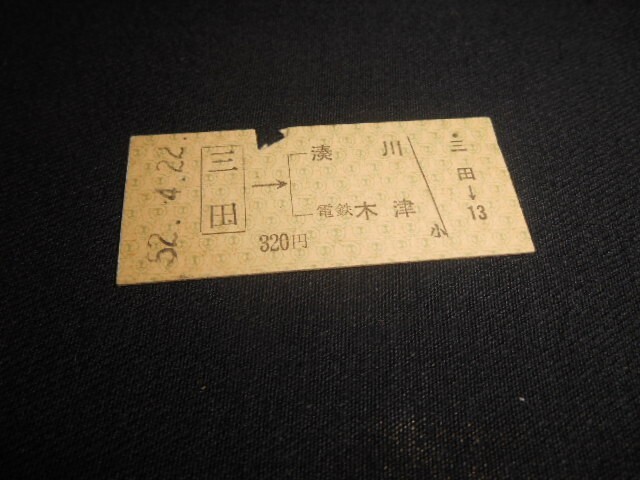 52.-4.22.
三田
→
湊川
電鉄木津
320円
小
三田
↓
13